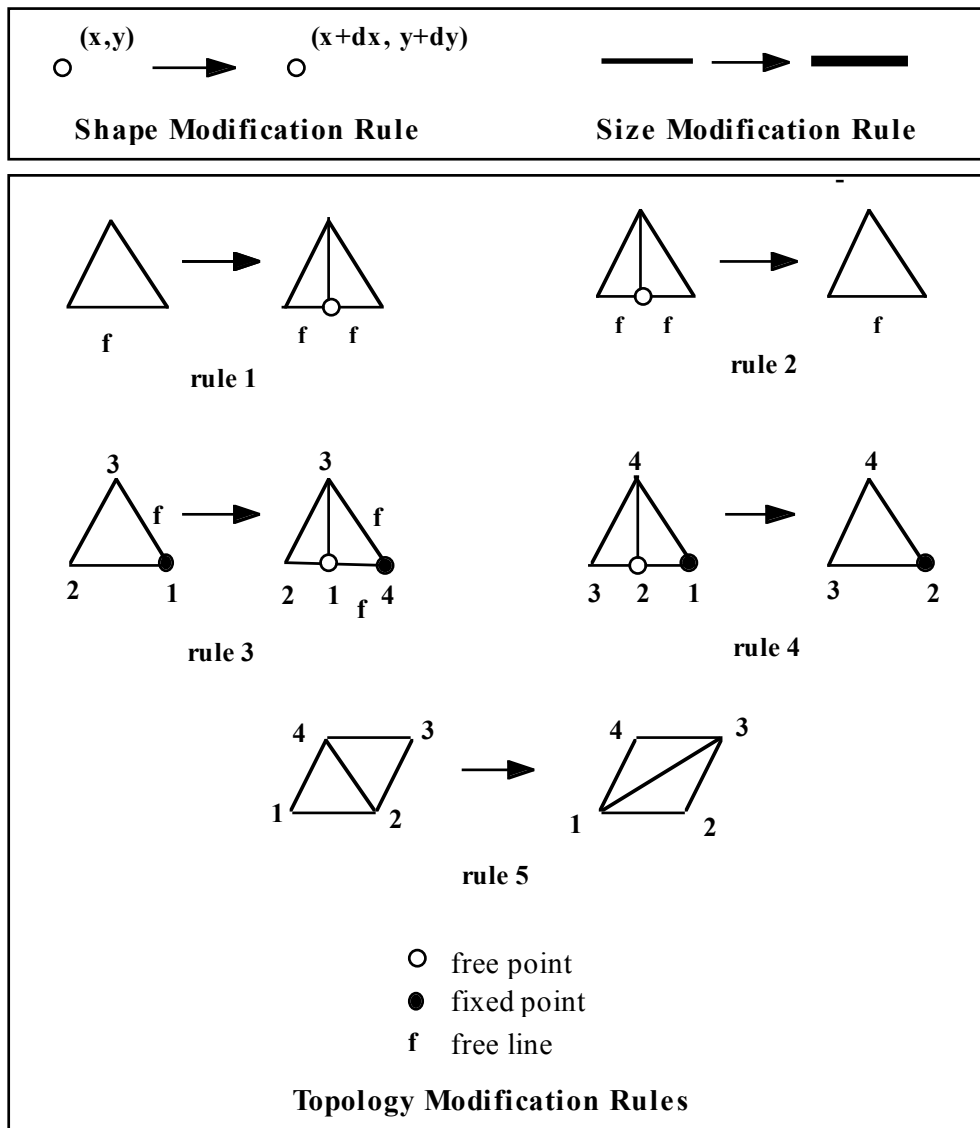 (x,y) (x+dx, y+dy)
Shape Modification Rule Size Modification Rule
f f f f f f
rule 1 rule 2
3 3 4 4
f f
2 1 2 1 4 3 2 1 3 2
f
rule 3 rule 4
4 3 4 3
1 2 1 2
rule 5
free point
fixed point
f free line
Topology Modification Rules